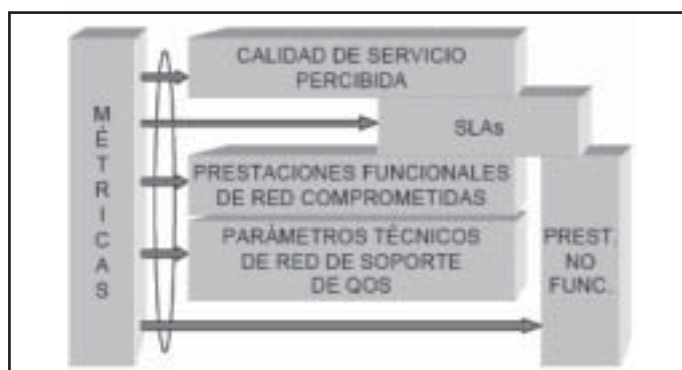 MÉTRICAS
CALIDAD DE SERVICIO
PERCIBIDA
SLAs
PRESTACIONES FUNCIONALES
DE RED COMPROMETIDAS
PARÁMETROS TÉCNICOS
DE RED DE SOPORTE
DE QOS
PREST.
NO
FUNC.